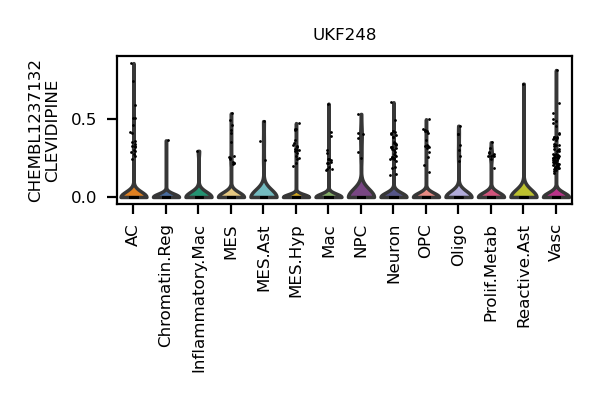 UKF248
CHEMBL1237132
CLEVIDIPINE
0.5
0.0
AC
Chromatin.Reg
Inflammatory.Mac
MES
MES.Ast
MES.Hyp
Mac
NPC
Neuron
OPC
Oligo
Prolif.Metab
Reactive.Ast
Vasc